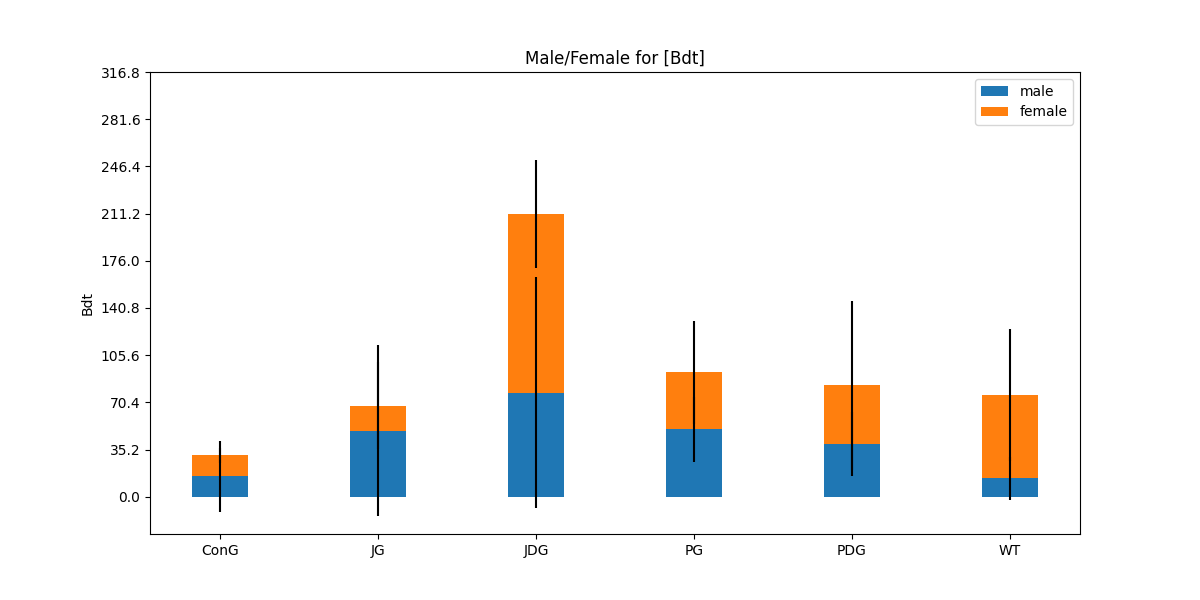 Male/Female for [Bdt]
316.8
281.6
246.4
211.2
176.0
140.8
105.6
70.4
35.2
0.0
Bdt
male
female
ConG
JG
JDG
PG
PDG
WT